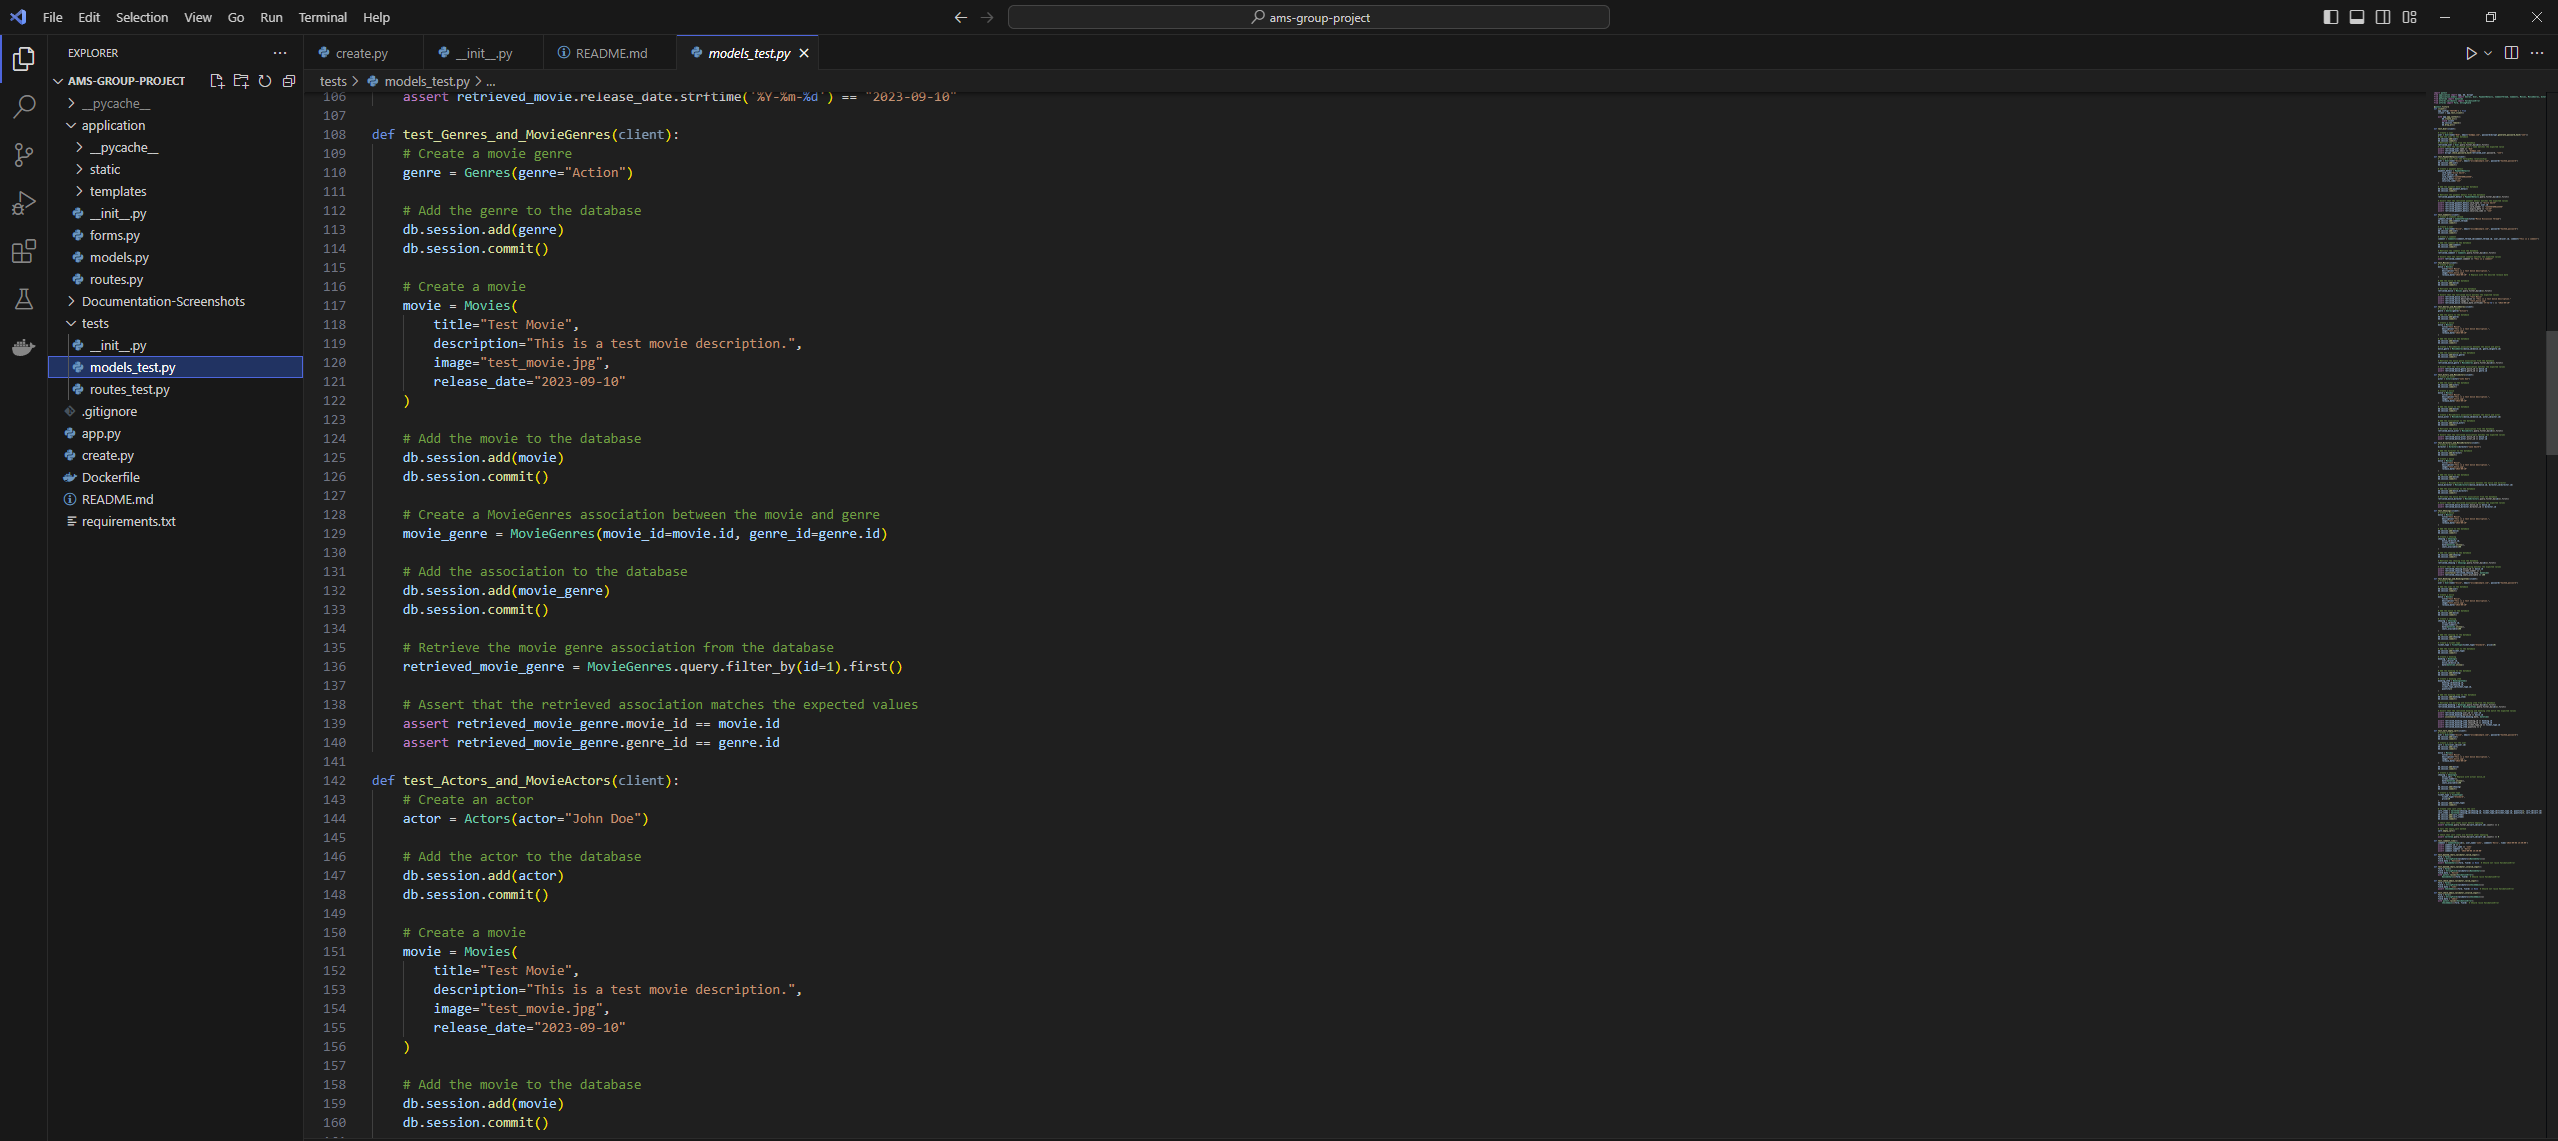 File Edit Selection View Go Run Terminal Help
ams-group-project
EXPLORER
AMS-GROUP-PROJECT
__pycache__
application
__pycache__
static
templates
__init__.py
forms.py
models.py
routes.py
Documentation-Screenshots
tests
__init__.py
models_test.py
routes_test.py
.gitignore
app.py
create.py
Dockerfile
README.md
requirements.txt
create.py __init__.py README.md models_test.py
tests > models_test.py > ...
106 assert retrieved_movie.release_date.strftime('%Y-%m-%d') == "2023-09-10"
107
108 def test_Genres_and_MovieGenres(client):
109 # Create a movie genre
110 genre = Genres(genre="Action")
111
112 # Add the genre to the database
113 db.session.add(genre)
114 db.session.commit()
115
116 # Create a movie
117 movie = Movies(
118 title="Test Movie",
119 description="This is a test movie description.",
120 image="test_movie.jpg",
121 release_date="2023-09-10"
122 )
123
124 # Add the movie to the database
125 db.session.add(movie)
126 db.session.commit()
127
128 # Create a MovieGenres association between the movie and genre
129 movie_genre = MovieGenres(movie_id=movie.id, genre_id=genre.id)
130
131 # Add the association to the database
132 db.session.add(movie_genre)
133 db.session.commit()
134
135 # Retrieve the movie genre association from the database
136 retrieved_movie_genre = MovieGenres.query.filter_by(id=1).first()
137
138 # Assert that the retrieved association matches the expected values
139 assert retrieved_movie_genre.movie_id == movie.id
140 assert retrieved_movie_genre.genre_id == genre.id
141
142 def test_Actors_and_MovieActors(client):
143 # Create an actor
144 actor = Actors(actor="John Doe")
145
146 # Add the actor to the database
147 db.session.add(actor)
148 db.session.commit()
149
150 # Create a movie
151 movie = Movies(
152 title="Test Movie",
153 description="This is a test movie description.",
154 image="test_movie.jpg",
155 release_date="2023-09-10"
156 )
157
158 # Add the movie to the database
159 db.session.add(movie)
160 db.session.commit()